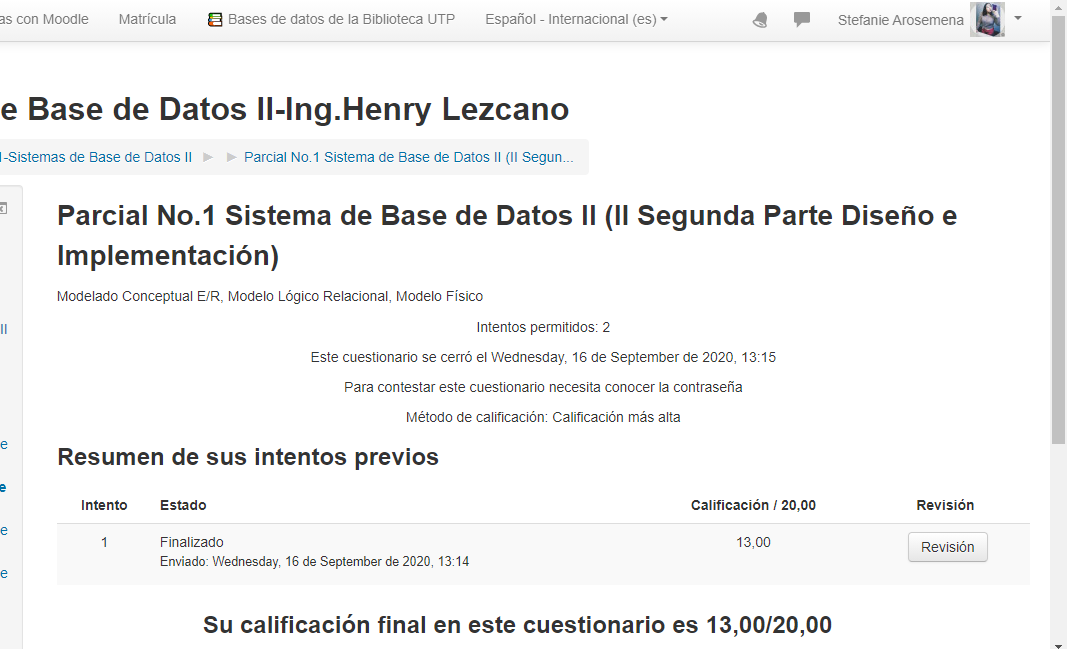 as con Moodle Matrícula Bases de datos de la Biblioteca UTP Español - Internacional (es) Stefanie Arosemena
e Base de Datos II-Ing.Henry Lezcano
I-Sistemas de Base de Datos II ► ► Parcial No.1 Sistema de Base de Datos II (II Segun...
Parcial No.1 Sistema de Base de Datos II (II Segunda Parte Diseño e
Implementación)
Modelado Conceptual E/R, Modelo Lógico Relacional, Modelo Físico
II
Intentos permitidos: 2
Este cuestionario se cerró el Wednesday, 16 de September de 2020, 13:15
Para contestar este cuestionario necesita conocer la contraseña
Método de calificación: Calificación más alta
e
Resumen de sus intentos previos
e
Intento Estado Calificación / 20,00 Revisión
e
1 Finalizado 13,00 Revisión
Enviado: Wednesday, 16 de September de 2020, 13:14
e
Su calificación final en este cuestionario es 13,00/20,00